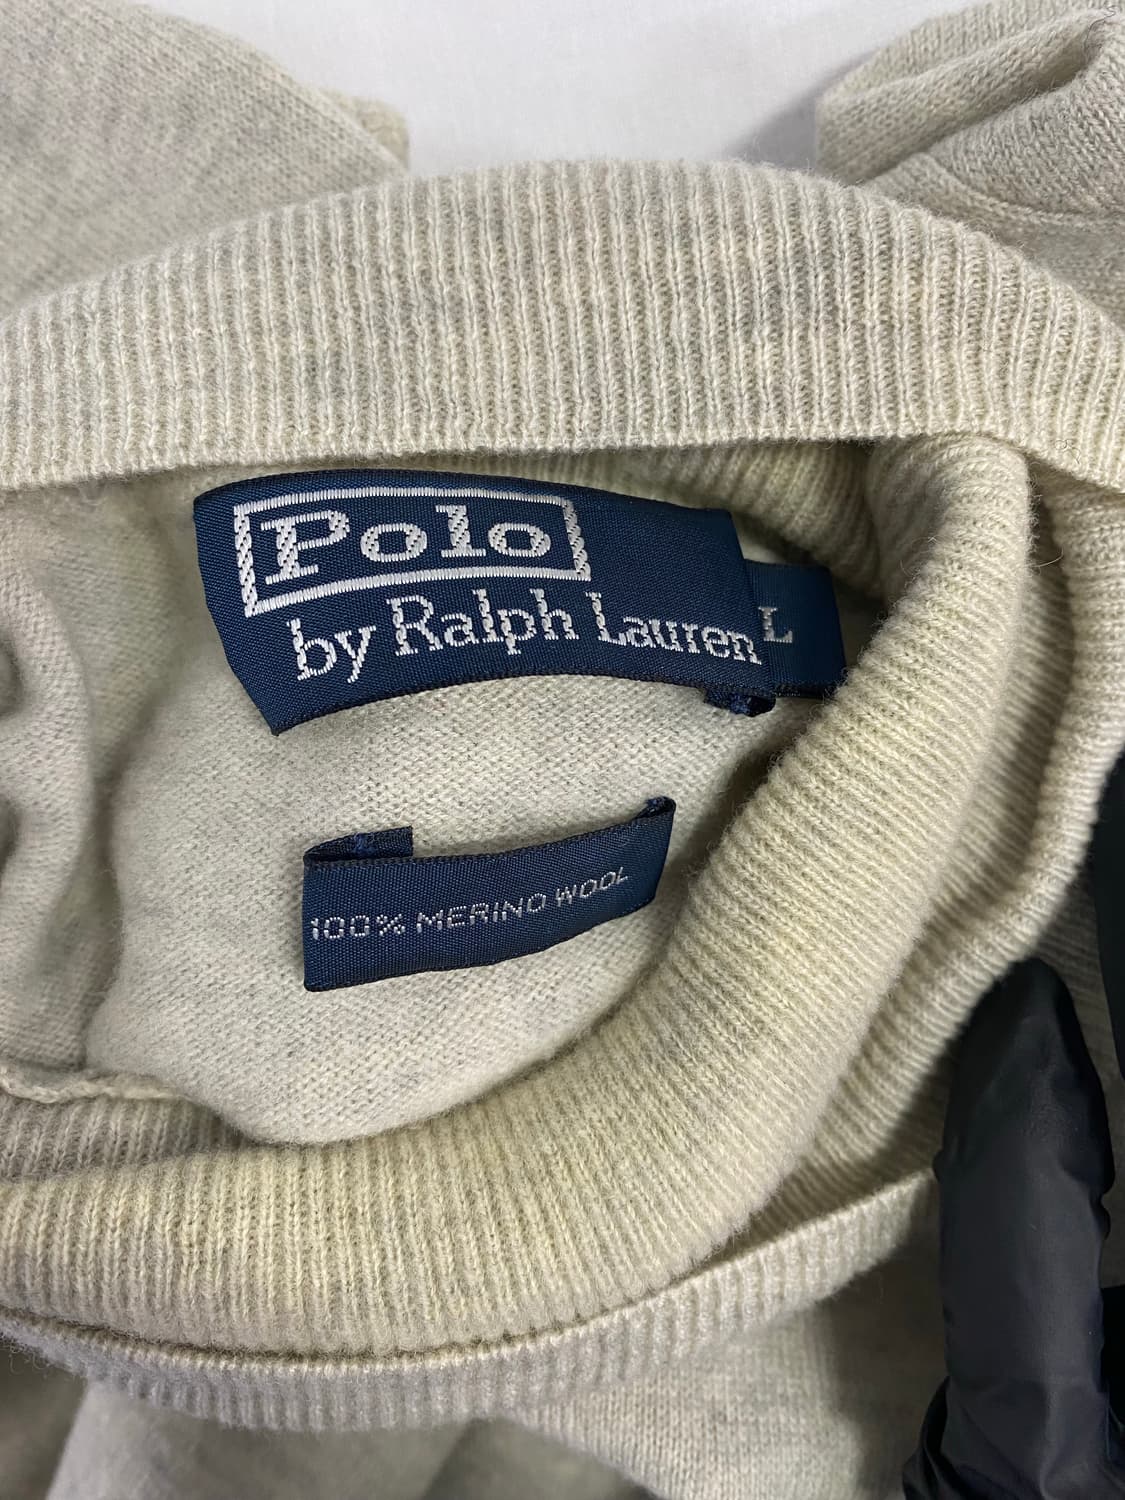 Polo
by Ralph Lauren
L
100% MERINO WOOL